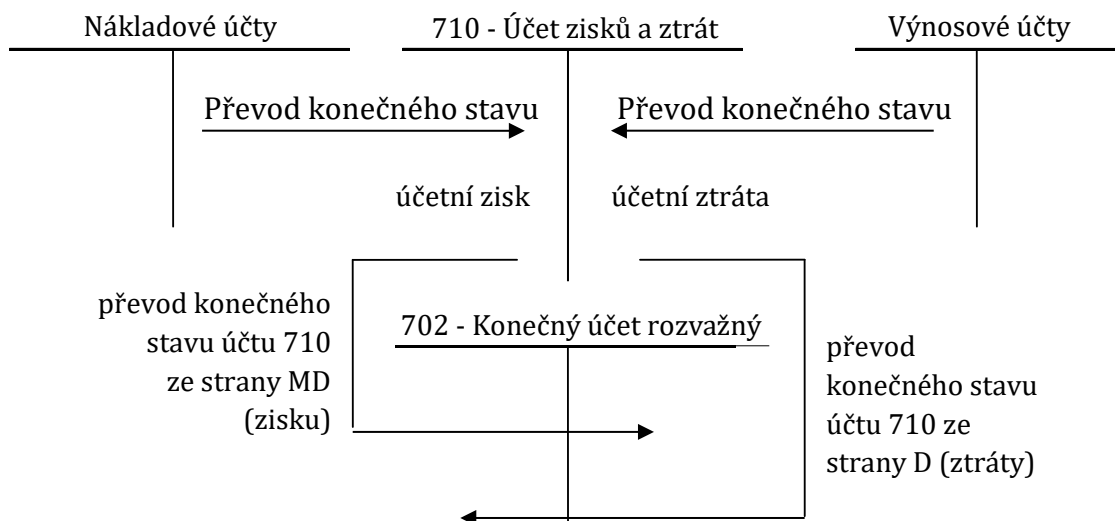 Nákladové účty
710 - Účet zisků a ztrát
Výnosové účty
Převod konečného stavu
Převod konečného stavu
účetní zisk
účetní ztráta
převod konečného
stavu účtu 710
ze strany MD
(zisku)
702 - Konečný účet rozvažný
převod
konečného stavu
účtu 710 ze
strany D (ztráty)